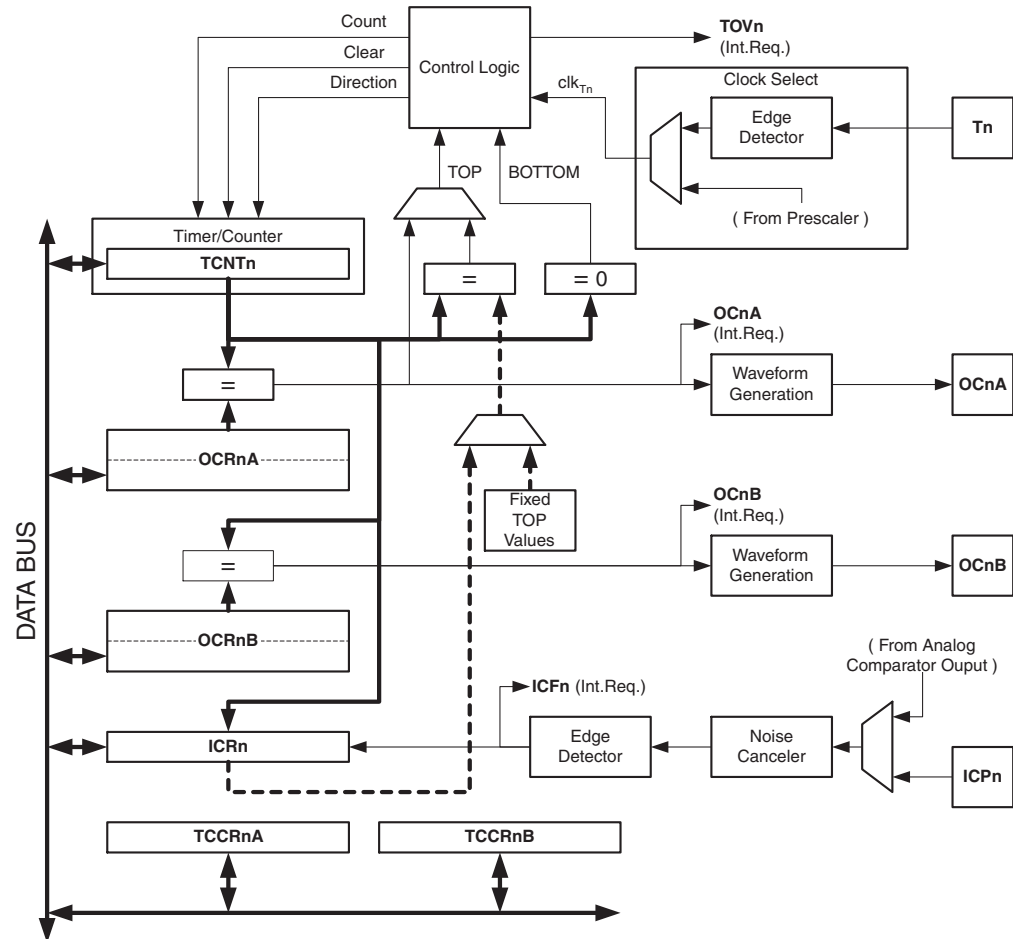 Count
Clear
Direction
Control Logic
TOVn
(Int.Req.)
clkTn
Clock Select
Edge
Detector
Tn
( From Prescaler )
TOP
BOTTOM
Timer/Counter
TCNTn
=
= 0
OCnA
(Int.Req.)
=
Waveform
Generation
OCnA
OCRnA
Fixed
TOP
Values
OCnB
(Int.Req.)
=
Waveform
Generation
OCnB
OCRnB
DATA BUS
( From Analog
Comparator Ouput )
ICFn (Int.Req.)
ICRn
Edge
Detector
Noise
Canceler
ICPn
TCCRnA
TCCRnB